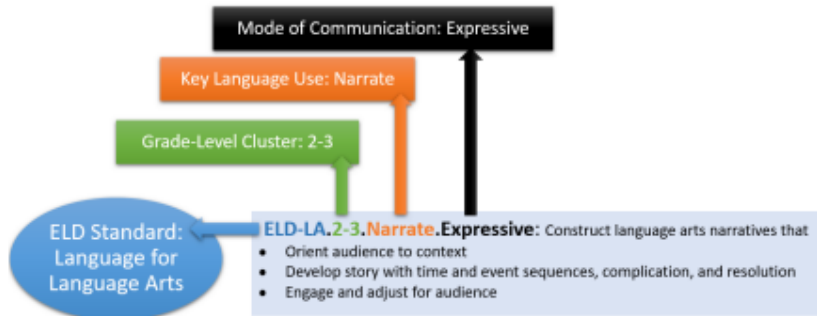 Mode of Communication: Expressive
Key Language Use: Narrate
Grade-Level Cluster: 2-3
ELD Standard:
Language for
Language Arts
ELD-LA.2-3.Narrate.Expressive: Construct language arts narratives that
• Orient audience to context
• Develop story with time and event sequences, complication, and resolution
• Engage and adjust for audience